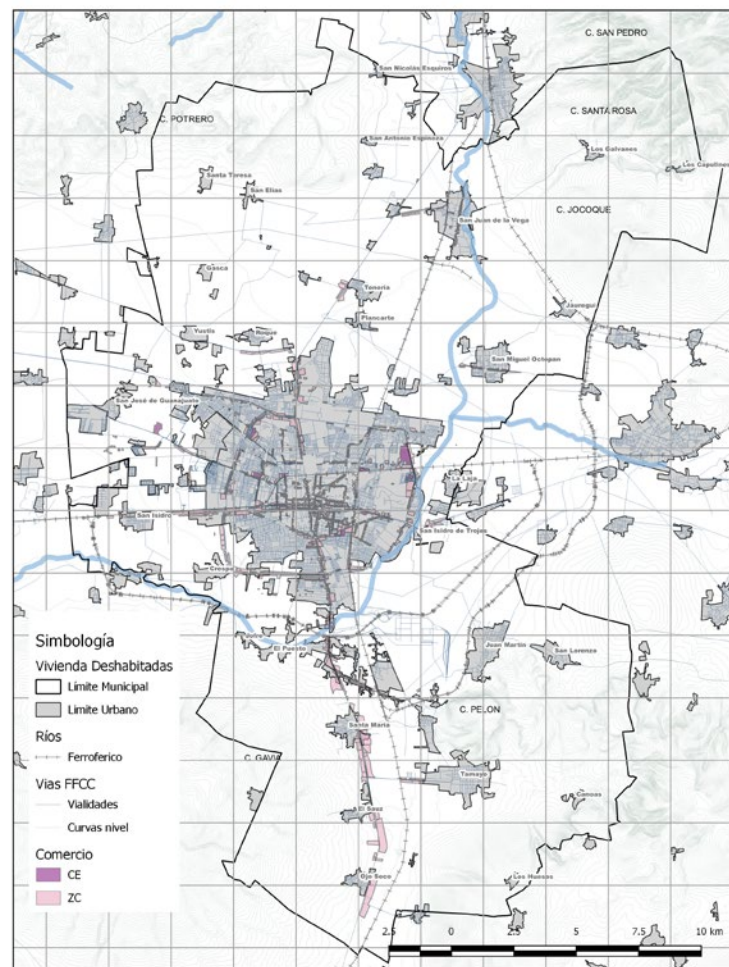 C. SAN PEDRO
San Nicolás Esquiros
C. POTRERO
C. SANTA ROSA
San Antonio Espinoza
Los Galvanes
Los Capulines
Santa Teresa
San Elías
C. JOCOQUE
San Juan de la Vega
Gasca
Tenería
Jauregui
Plancarte
Yustis
Roque
San Miguel Octopan
San José de Guanajuato
La Laja
San Isidro
San Isidro de Trojes
Crespo
El Puesto
Juan Martín
San Lorenzo
C. PELON
Santa María
C. GAVIA
Tamayo
El Sauz
Canoas
Ojo Seco
Los Huesos
Simbología
Vivienda Deshabitadas
Límite Municipal
Limite Urbano
Ríos
Ferroferico
Vias FFCC
Vialidades
Curvas nivel
Comercio
CE
ZC
2.5 0 2.5 5 7.5 10 km